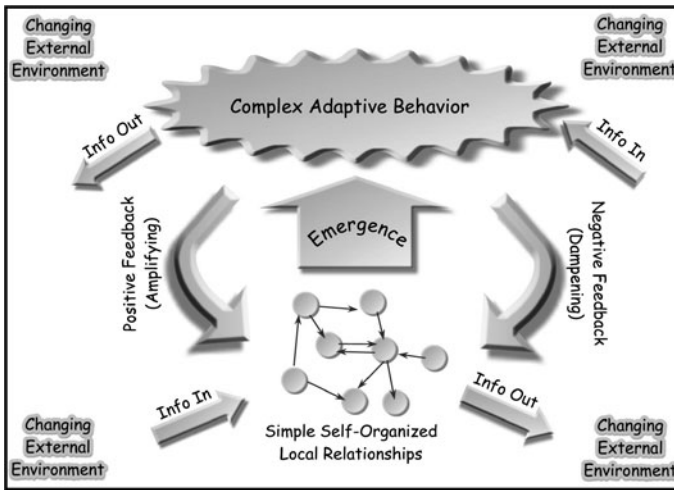 Changing
External
Environment
Changing
External
Environment
Complex Adaptive Behavior
Info Out
Info In
Positive Feedback
(Amplifying)
Emergence
Negative Feedback
(Dampening)
Info In
Info Out
Simple Self-Organized
Local Relationships
Changing
External
Environment
Changing
External
Environment